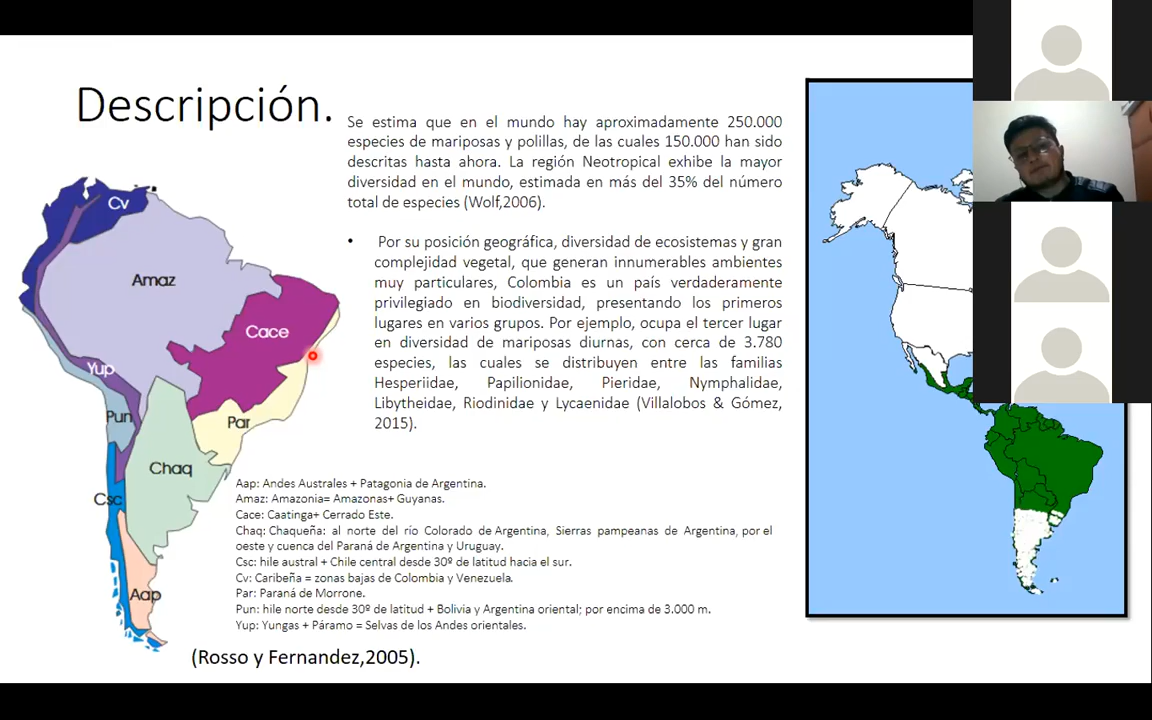 Descripción.
Se estima que en el mundo hay aproximadamente 250.000
especies de mariposas y polillas, de las cuales 150.000 han sido
descritas hasta ahora. La región Neotropical exhibe la mayor
diversidad en el mundo, estimada en más del 35% del número
total de especies (Wolf,2006).
• Por su posición geográfica, diversidad de ecosistemas y gran
complejidad vegetal, que generan innumerables ambientes
muy particulares, Colombia es un país verdaderamente
privilegiado en biodiversidad, presentando los primeros
lugares en varios grupos. Por ejemplo, ocupa el tercer lugar
en diversidad de mariposas diurnas, con cerca de 3.780
especies, las cuales se distribuyen entre las familias
Hesperiidae, Papilionidae, Pieridae, Nymphalidae,
Libytheidae, Riodinidae y Lycaenidae (Villalobos & Gómez,
2015).
Cv
Amaz
Cace
Yup
Pun
Par
Chaq
Csc
Aap
Aap: Andes Australes + Patagonia de Argentina.
Amaz: Amazonia= Amazonas+ Guyanas.
Cace: Caatinga+ Cerrado Este.
Chaq: Chaqueña: al norte del río Colorado de Argentina, Sierras pampeanas de Argentina, por el
oeste y cuenca del Paraná de Argentina y Uruguay.
Csc: hile austral + Chile central desde 30º de latitud hacia el sur.
Cv: Caribeña = zonas bajas de Colombia y Venezuela.
Par: Paraná de Morrone.
Pun: hile norte desde 30º de latitud + Bolivia y Argentina oriental; por encima de 3.000 m.
Yup: Yungas + Páramo = Selvas de los Andes orientales.
(Rosso y Fernandez,2005).